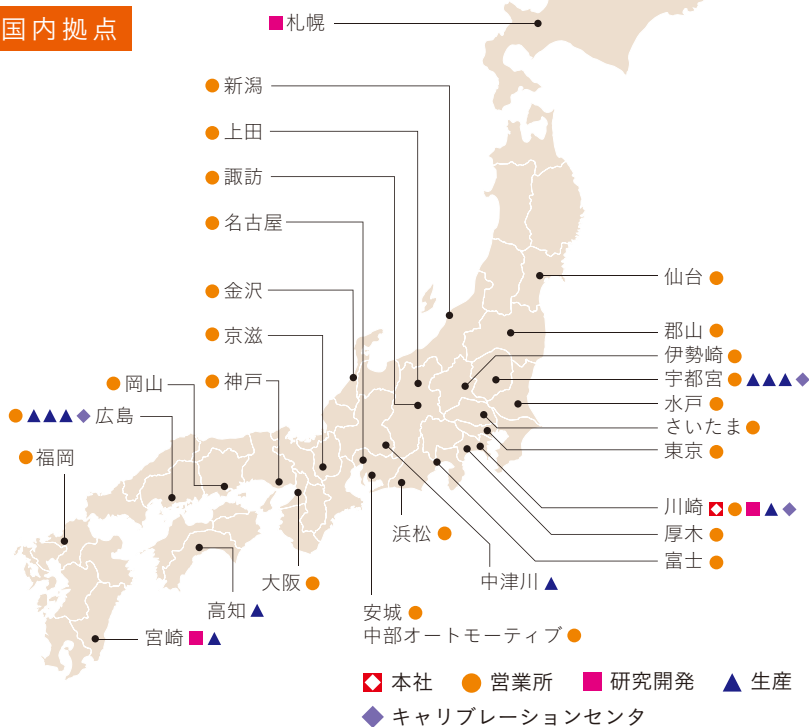 国内拠点
札幌
新潟
上田
諏訪
名古屋
金沢
京滋
神戸
岡山
広島
福岡
仙台
郡山
伊勢崎
宇都宮
水戸
さいたま
東京
川崎
厚木
富士
浜松
中津川
大阪
高知
安城
中部オートモーティブ
宮崎
本社 営業所 研究開発 生産
キャリブレーションセンタ